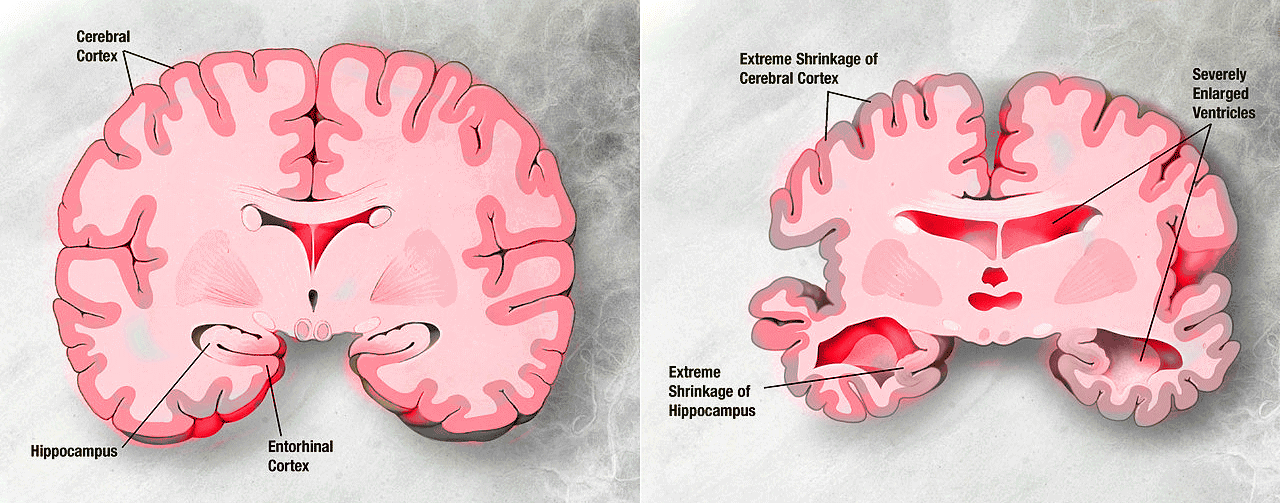 Cerebral
Cortex
Hippocampus
Entorhinal
Cortex
Extreme Shrinkage of
Cerebral Cortex
Severely
Enlarged
Ventricles
Extreme
Shrinkage of
Hippocampus